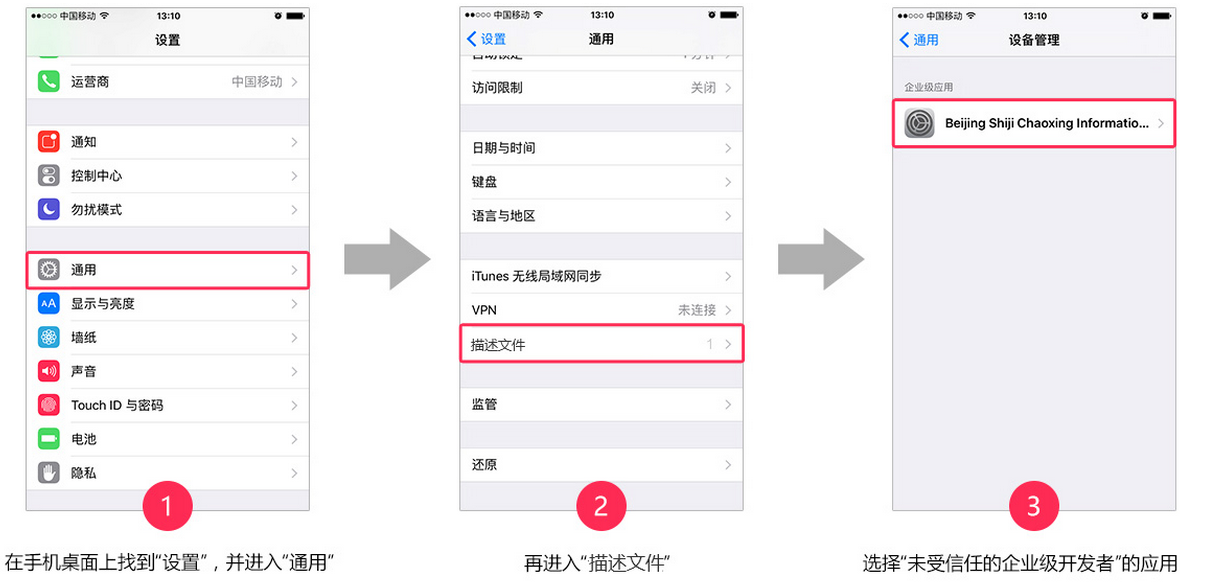 ●●○○○ 中国移动 13:10
设置
运营商 中国移动
通知
控制中心
勿扰模式
通用
AA 显示与亮度
墙纸
声音
Touch ID 与密码
电池
隐私
1
在手机桌面上找到“设置”，并进入“通用”
●●○○○ 中国移动 13:10
设置 通用
访问限制 关闭
日期与时间
键盘
语言与地区
iTunes 无线局域网同步
VPN 未连接
描述文件 1
监管
还原
2
再进入“描述文件”
●●○○○ 中国移动 13:10
通用 设备管理
企业级应用
Beijing Shiji Chaoxing Informatio...
3
选择“未受信任的企业级开发者”的应用